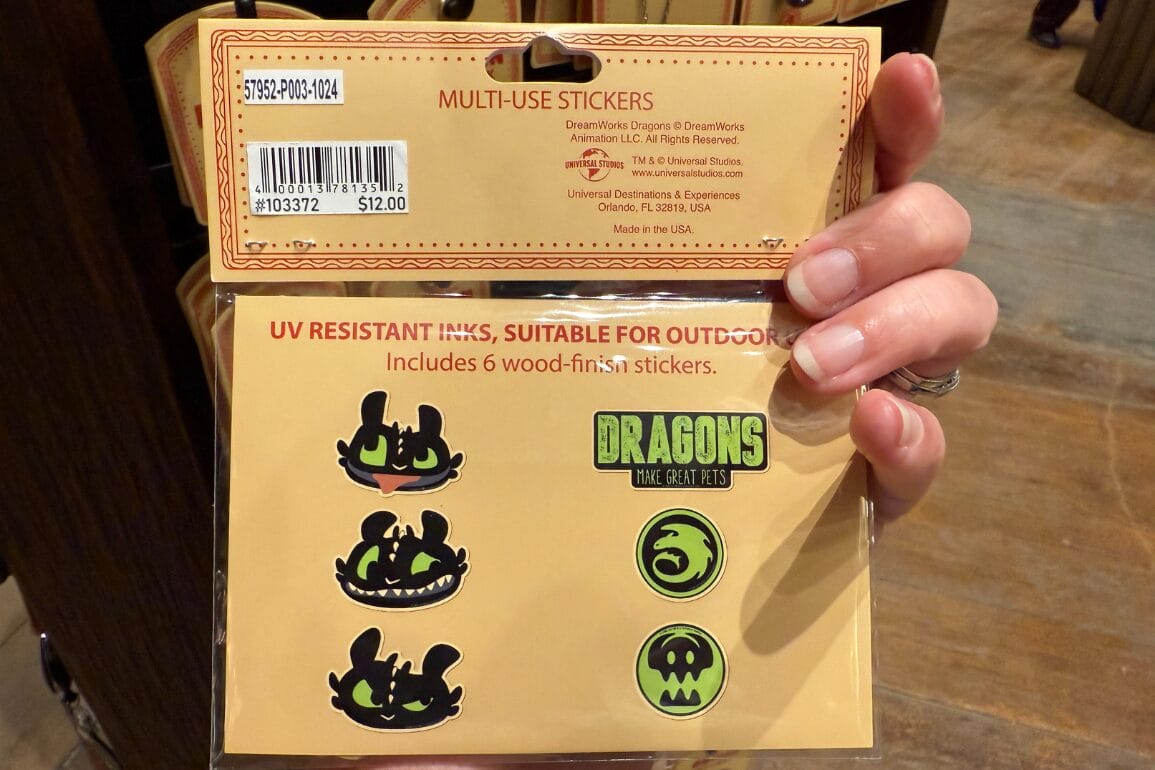 57952-P003-1024
MULTI-USE STICKERS
DreamWorks Dragons © DreamWorks
Animation LLC. All Rights Reserved.
UNIVERSAL STUDIOS
TM & © Universal Studios.
www.universalstudios.com
Universal Destinations & Experiences
Orlando, FL 32819, USA
Made in the USA.
4 00013 78135 2
#103372 $12.00
UV RESISTANT INKS, SUITABLE FOR OUTDOOR
Includes 6 wood-finish stickers.
DRAGONS
MAKE GREAT PETS